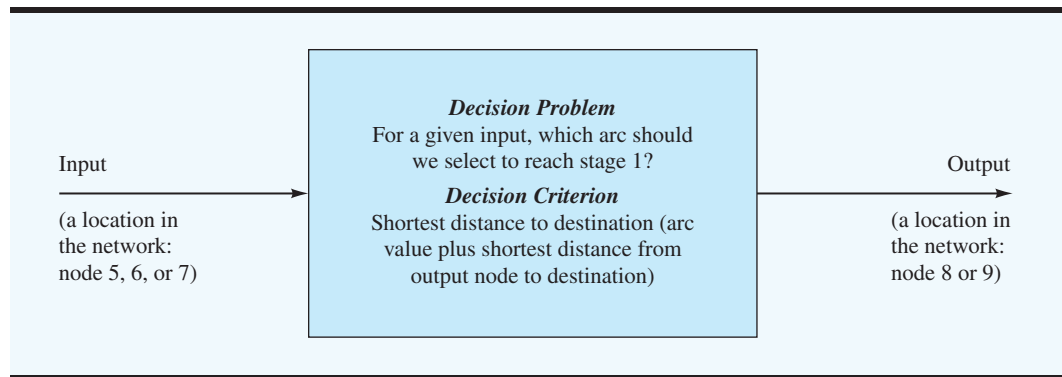 Input
(a location in
the network:
node 5, 6, or 7)
Decision Problem
For a given input, which arc should
we select to reach stage 1?
Decision Criterion
Shortest distance to destination (arc
value plus shortest distance from
output node to destination)
Output
(a location in
the network:
node 8 or 9)